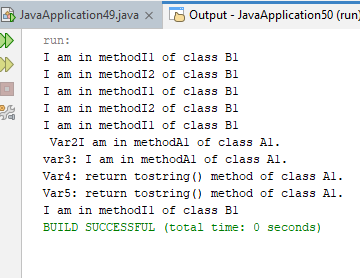 JavaApplication49.java
Output - JavaApplication50 (run)
run:
I am in methodI1 of class B1
I am in methodI2 of class B1
I am in methodI1 of class B1
I am in methodI2 of class B1
I am in methodI1 of class B1
Var2I am in methodA1 of class A1.
var3: I am in methodA1 of class A1.
Var4: return tostring() method of class A1.
Var5: return tostring() method of class A1.
I am in methodI1 of class B1
BUILD SUCCESSFUL (total time: 0 seconds)